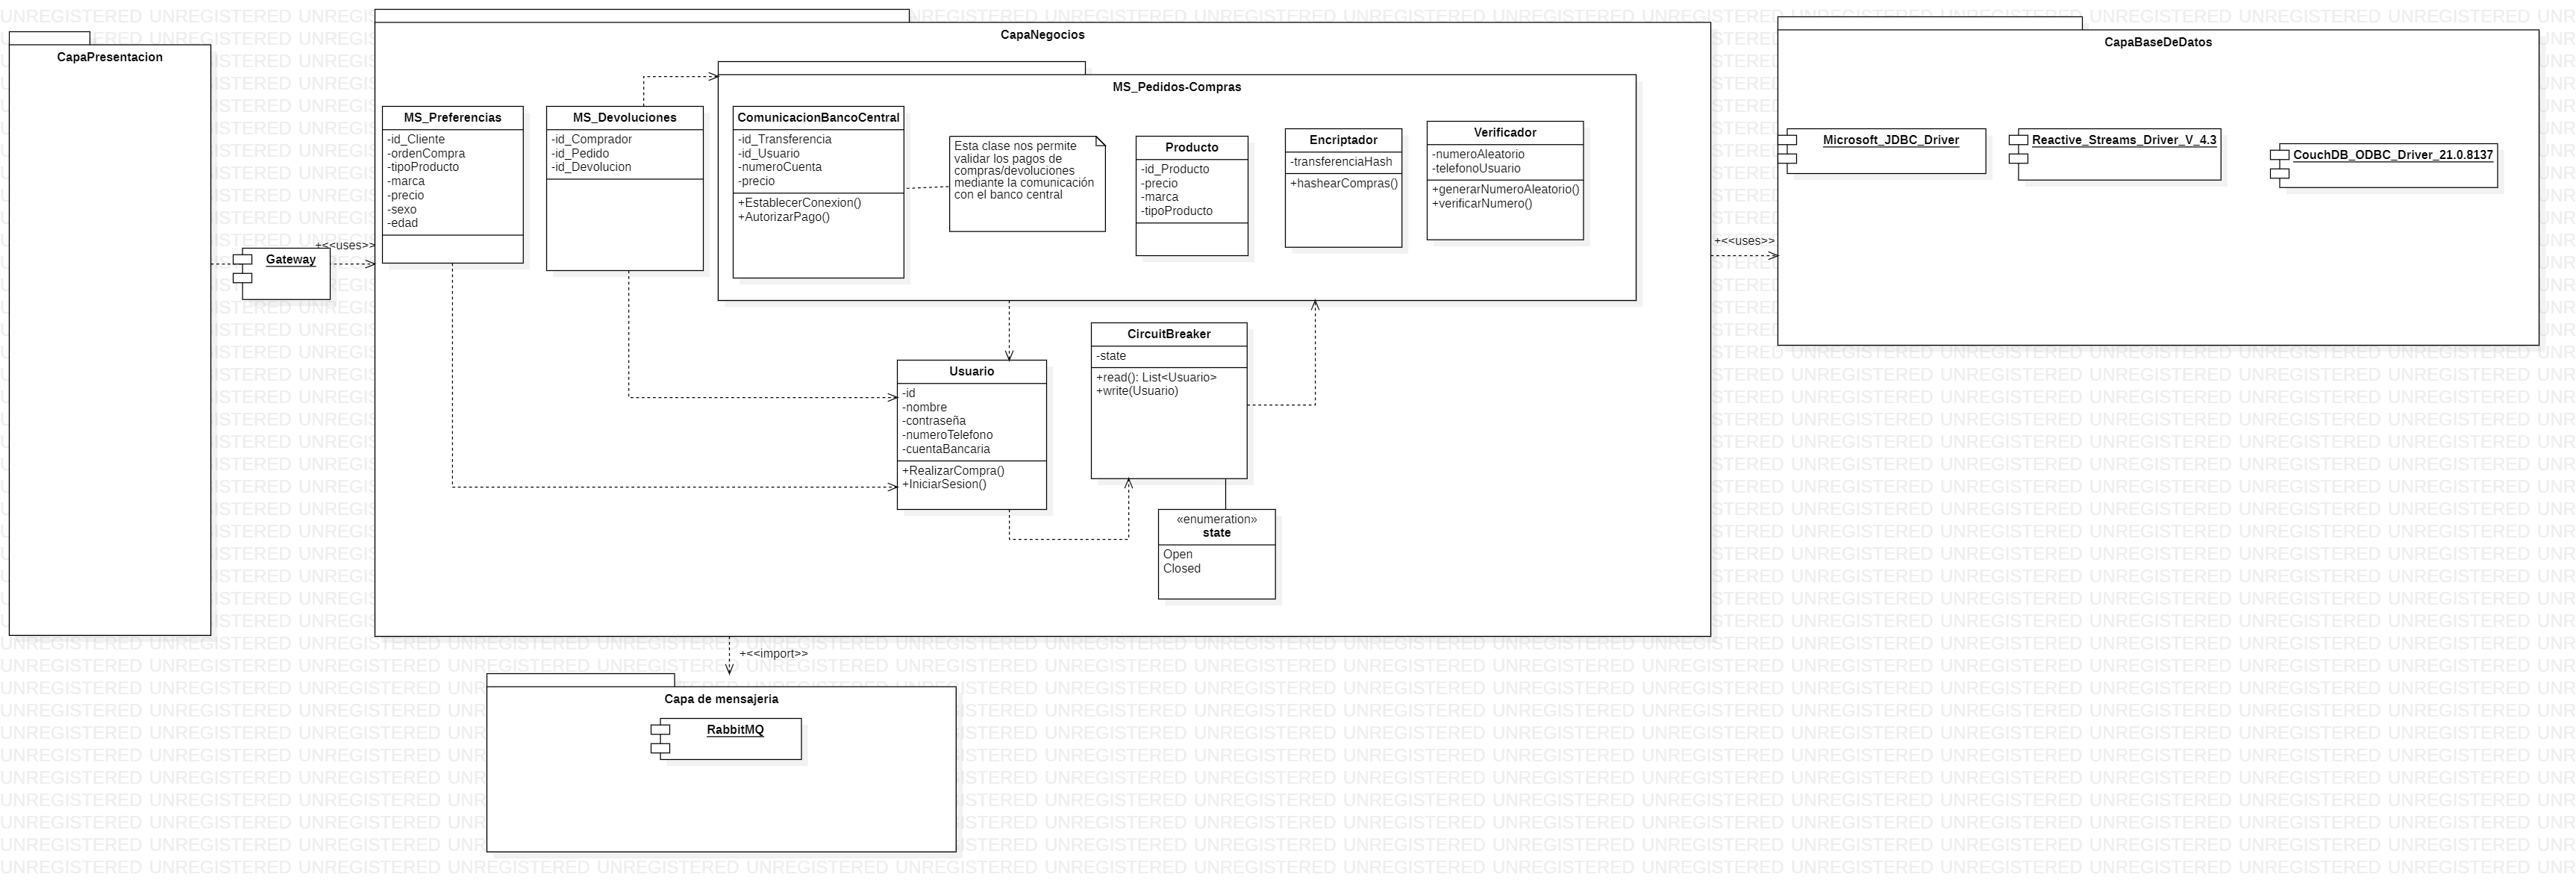 CapaPresentacion
Gateway
+<<uses>>
CapaNegocios
MS_Preferencias
-id_Cliente
-ordenCompra
-tipoProducto
-marca
-precio
-sexo
-edad
MS_Devoluciones
-id_Comprador
-id_Pedido
-id_Devolucion
MS_Pedidos-Compras
ComunicacionBancoCentral
-id_Transferencia
-id_Usuario
-numeroCuenta
-precio
+EstablecerConexion()
+AutorizarPago()
Esta clase nos permite
validar los pagos de
compras/devoluciones
mediante la comunicación
con el banco central
Producto
-id_Producto
-precio
-marca
-tipoProducto
Encriptador
-transferenciaHash
+hashearCompras()
Verificador
-numeroAleatorio
-telefonoUsuario
+generarNumeroAleatorio()
+verificarNumero()
Usuario
-id
-nombre
-contraseña
-numeroTelefono
-cuentaBancaria
+RealizarCompra()
+IniciarSesion()
CircuitBreaker
-state
+read(): List<Usuario>
+write(Usuario)
«enumeration»
state
Open
Closed
+<<uses>>
CapaBaseDeDatos
Microsoft_JDBC_Driver
Reactive_Streams_Driver_V_4.3
CouchDB_ODBC_Driver_21.0.8137
+<<import>>
Capa de mensajeria
RabbitMQ
UNREGISTERED